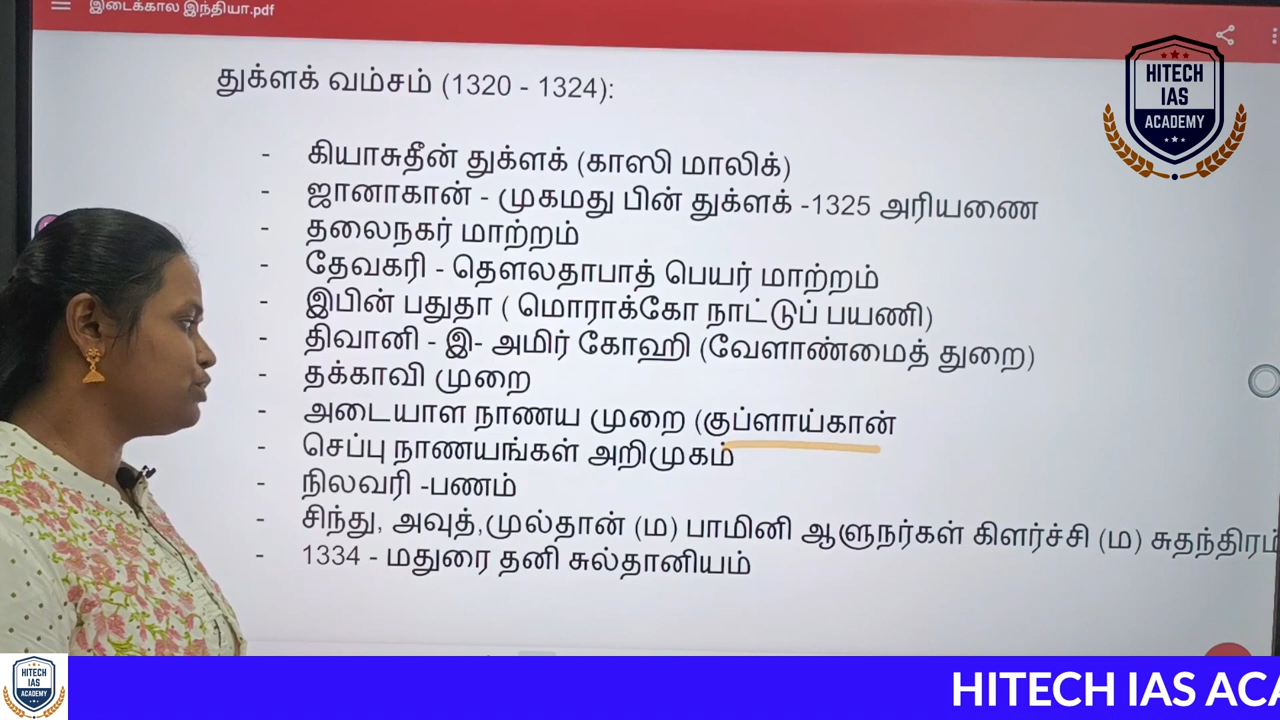 இடைக்கால இந்தியா.pdf
HITECH
IAS
ACADEMY
துக்ளக் வம்சம் (1320 - 1324):
- கியாசுதீன் துக்ளக் (காஸி மாலிக்)
- ஜானாகான் - முகமது பின் துக்ளக் -1325 அரியணை
- தலைநகர் மாற்றம்
- தேவகரி - தௌலதாபாத் பெயர் மாற்றம்
- இபின் பதுதா ( மொராக்கோ நாட்டுப் பயணி)
- திவானி - இ- அமிர் கோஹி (வேளாண்மைத் துறை)
- தக்காவி முறை
- அடையாள நாணய முறை (குப்ளாய்கான்
- செப்பு நாணயங்கள் அறிமுகம்
- நிலவரி -பணம்
- சிந்து, அவுத்,முல்தான் (ம) பாமினி ஆளுநர்கள் கிளர்ச்சி (ம) சுதந்திரம்
- 1334 - மதுரை தனி சுல்தானியம்
HITECH
IAS
ACADEMY
HITECH IAS ACA